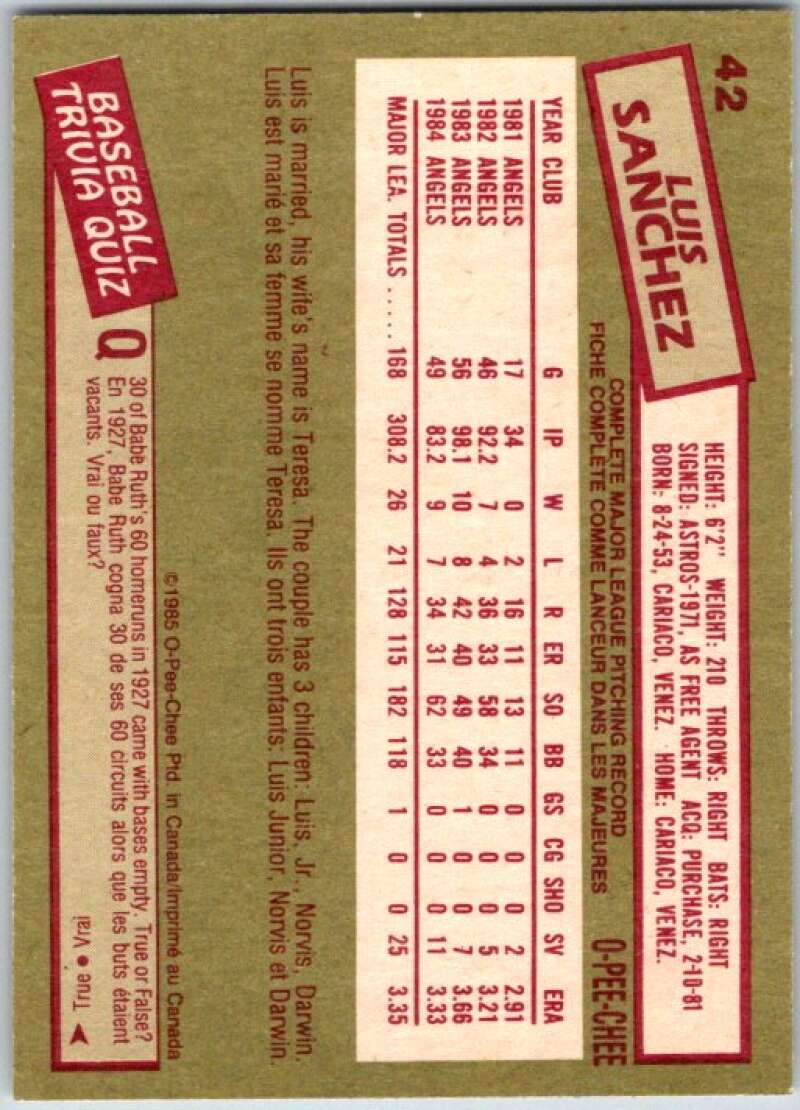 42
LUIS
SANCHEZ
HEIGHT: 6'2" WEIGHT: 210 THROWS: RIGHT BATS: RIGHT
SIGNED: ASTROS-1971, AS FREE AGENT ACQ: PURCHASE, 2-10-81
BORN: 8-24-53, CARIACO, VENEZ. HOME: CARIACO, VENEZ.
COMPLETE MAJOR LEAGUE PITCHING RECORD
FICHE COMPLÈTE COMME LANCEUR DANS LES MAJEURES
O-PEE-CHEE
YEAR CLUB G IP W L R ER SO BB GS CG SHO SV ERA
1981 ANGELS 17 34 0 2 16 11 13 11 0 0 0 2 2.91
1982 ANGELS 46 92.2 7 4 36 33 58 34 0 0 0 5 3.21
1983 ANGELS 56 98.1 10 8 42 40 49 40 1 0 0 7 3.66
1984 ANGELS 49 83.2 9 7 34 31 62 33 0 0 0 11 3.33
MAJOR LEA. TOTALS ..... 168 308.2 26 21 128 115 182 118 1 0 0 25 3.35
Luis is married, his wife's name is Teresa. The couple has 3 children: Luis, Jr., Norvis, Darwin.
Luis est marié et sa femme se nomme Teresa. Ils ont trois enfants: Luis Junior, Norvis et Darwin.
©1985 O-Pee-Chee Ptd. in Canada/Imprimé au Canada
BASEBALL
TRIVIA QUIZ
Q
30 of Babe Ruth's 60 homeruns in 1927 came with bases empty. True or False?
En 1927, Babe Ruth cogna 30 de ses 60 circuits alors que les buts étaient
vacants. Vrai ou faux?
True • Vrai